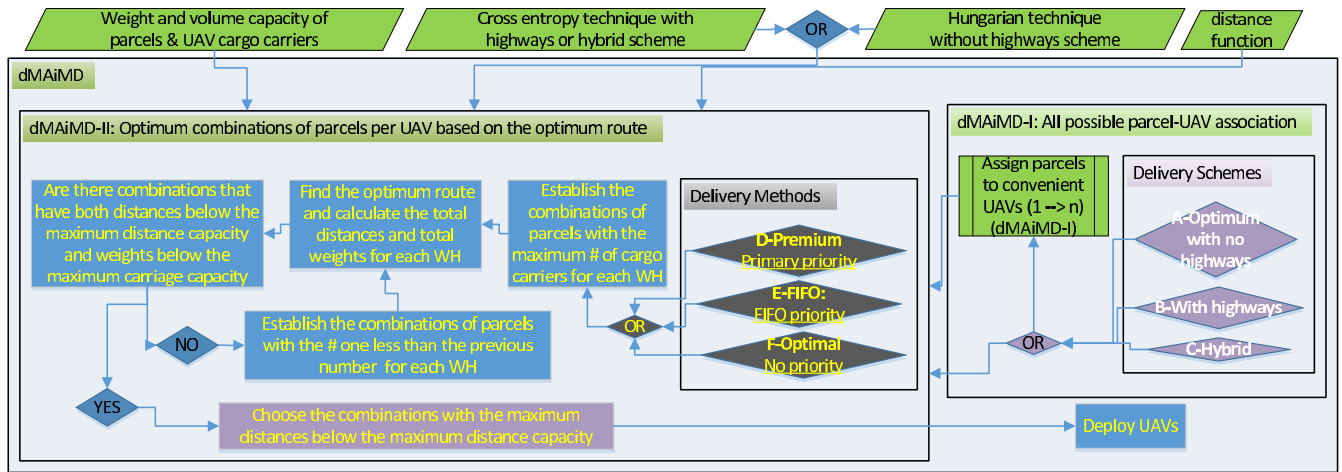 Weight and volume capacity of
parcels & UAV cargo carriers
Cross entropy technique with
highways or hybrid scheme
OR
Hungarian technique
without highways scheme
distance
function
dMAiMD
dMAiMD-II: Optimum combinations of parcels per UAV based on the optimum route
Are there combinations that
have both distances below the
maximum distance capacity
and weights below the
maximum carriage capacity
Find the optimum route
and calculate the total
distances and total
weights for each WH
Establish the
combinations of
parcels with the
maximum # of cargo
carriers for each WH
Delivery Methods
D-Premium
Primary priority
E-FIFO:
FIFO priority
F-Optimal
No priority
OR
NO
Establish the combinations of parcels
with the # one less than the previous
number for each WH
YES
Choose the combinations with the maximum
distances below the maximum distance capacity
dMAiMD-I: All possible parcel-UAV association
Assign parcels
to convenient
UAVs (1 --> n)
(dMAiMD-I)
Delivery Schemes
A-Optimum
with no
highways
B-With highways
C-Hybrid
OR
Deploy UAVs